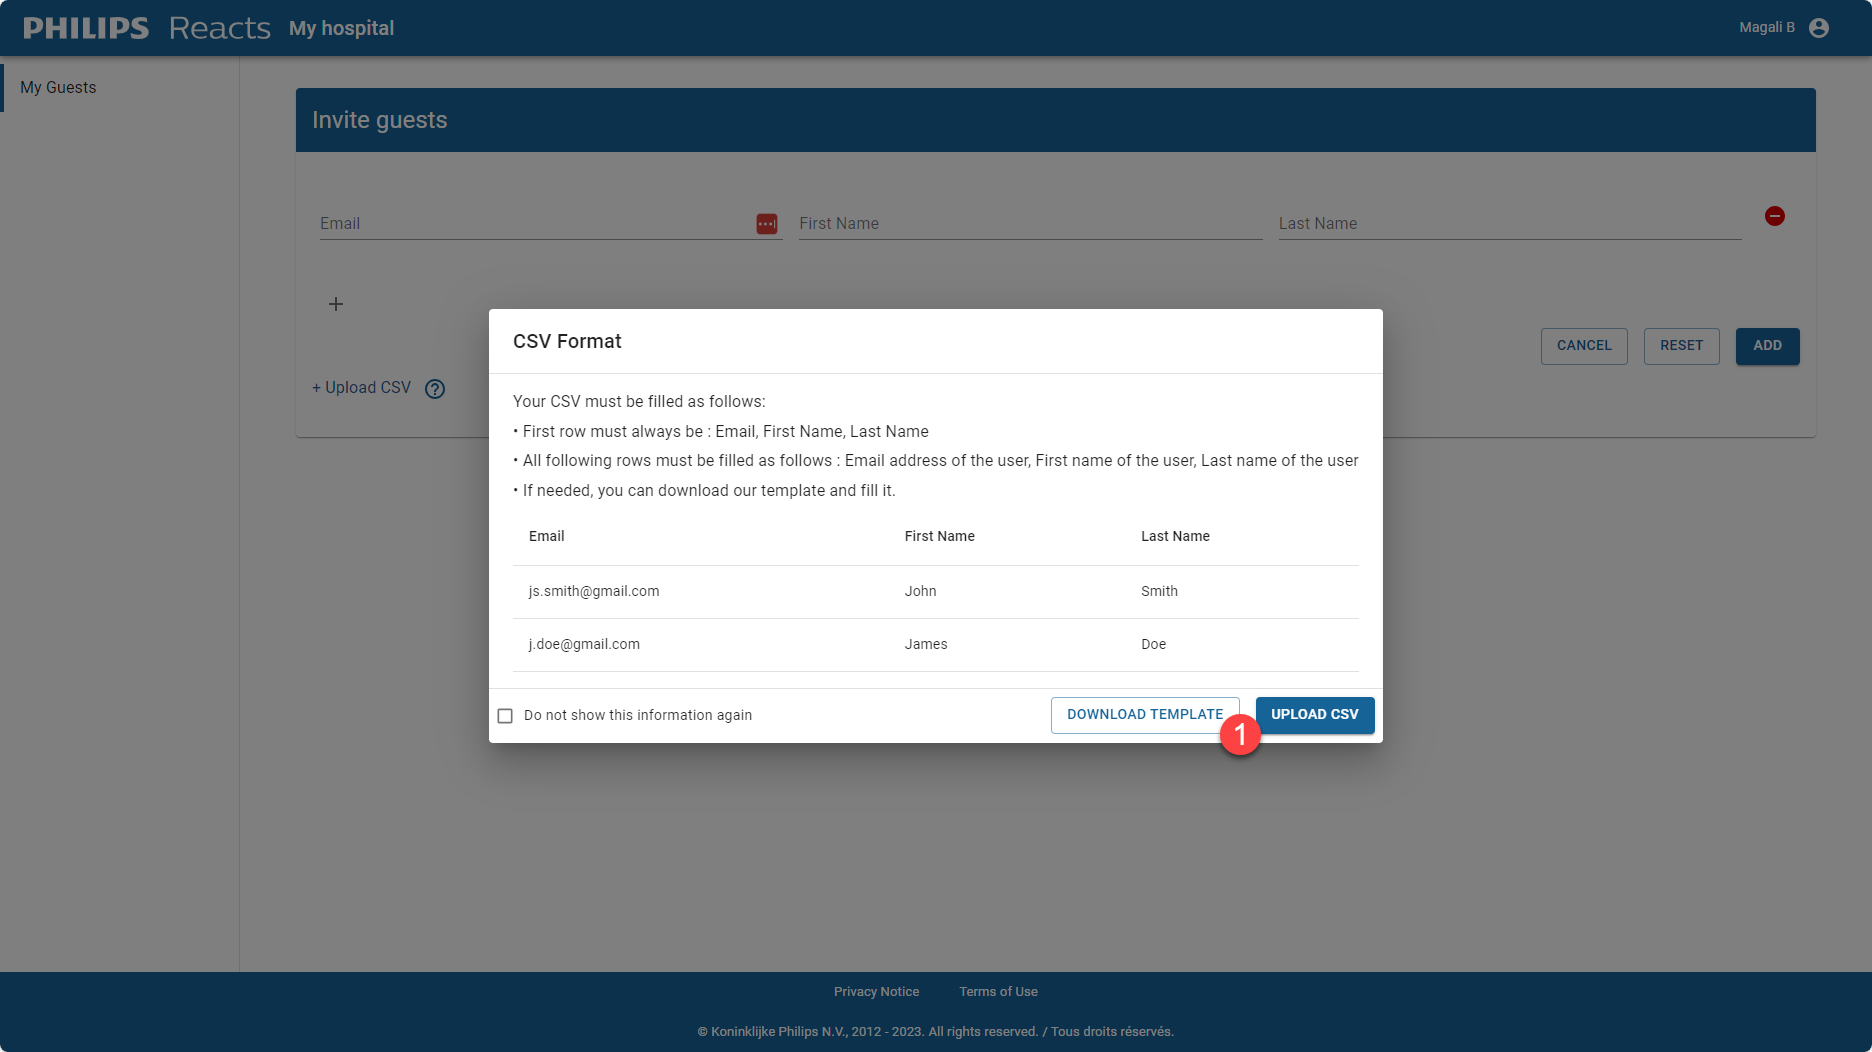 PHILIPS Reacts My hospital
Magali B
My Guests
Invite guests
Email First Name Last Name
CANCEL RESET ADD
+ Upload CSV ?
CSV Format
Your CSV must be filled as follows:
• First row must always be : Email, First Name, Last Name
• All following rows must be filled as follows : Email address of the user, First name of the user, Last name of the user
• If needed, you can download our template and fill it.
Email First Name Last Name
js.smith@gmail.com John Smith
j.doe@gmail.com James Doe
Do not show this information again
DOWNLOAD TEMPLATE
1
UPLOAD CSV
Privacy Notice Terms of Use
© Koninklijke Philips N.V., 2012 - 2023. All rights reserved. / Tous droits réservés.